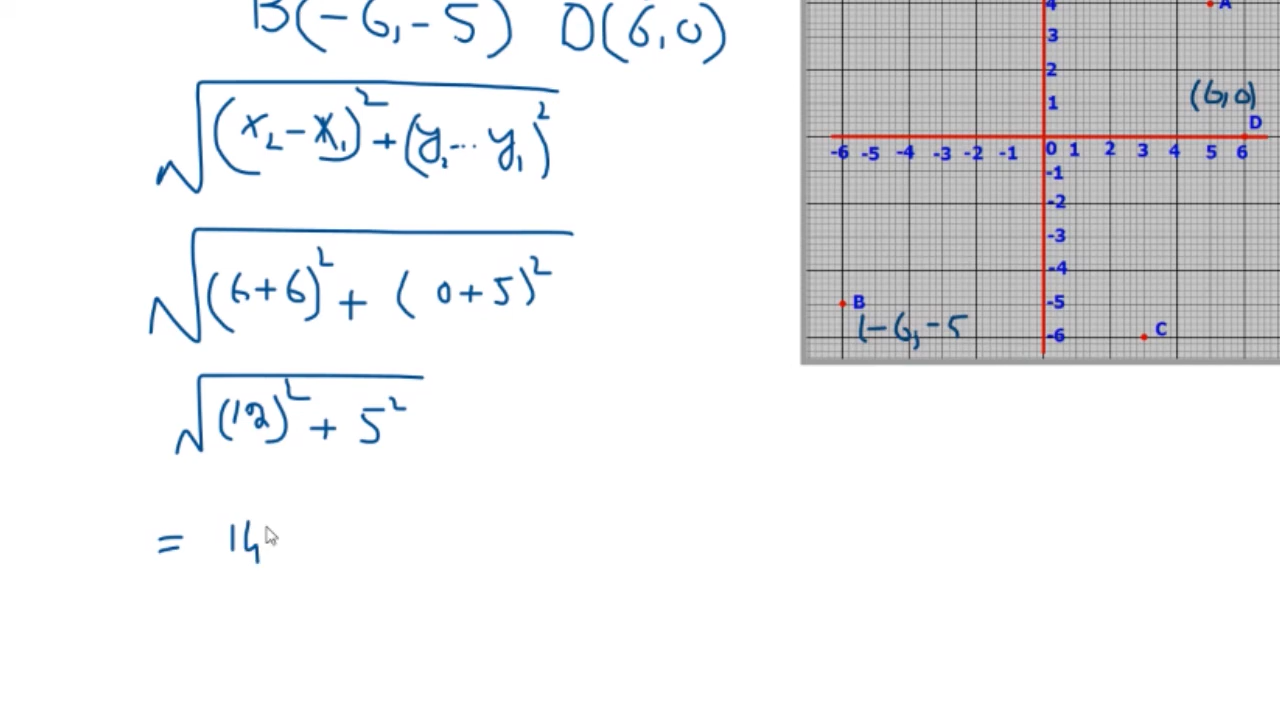 B(-6,-5) D(6,0)
√(x₂-x₁)²+(y₂-y₁)²
√(6+6)²+(0+5)²
√(12)²+5²
= 14
4 A
3
2
(6,0)
1
D
-6 -5 -4 -3 -2 -1 0 1 2 3 4 5 6
-1
-2
-3
-4
B -5
(-6,-5
-6 C